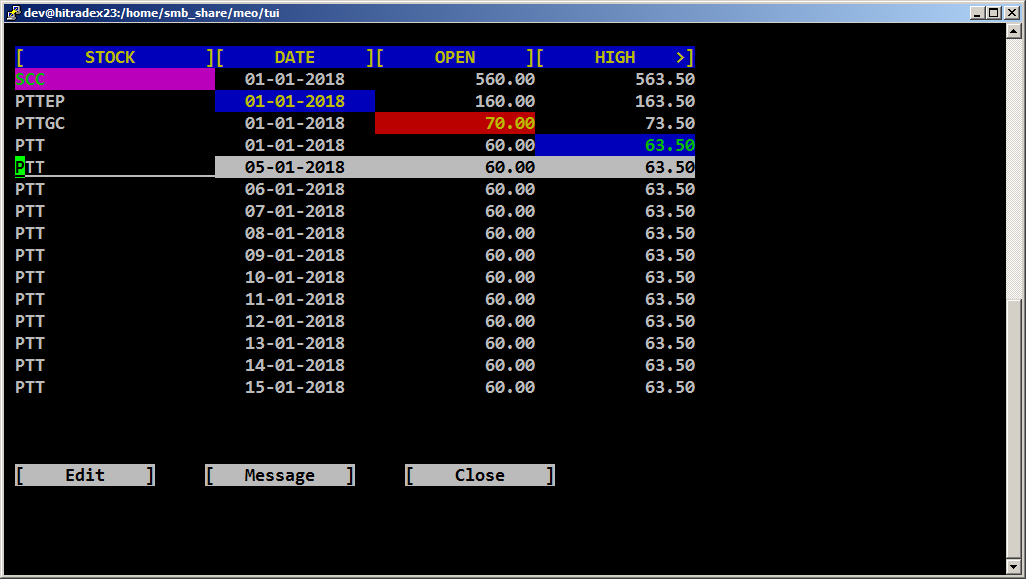 dev@hitradex23:/home/smb_share/meo/tui
[ STOCK ][ DATE ][ OPEN ][ HIGH >]
SCC 01-01-2018 560.00 563.50
PTTEP 01-01-2018 160.00 163.50
PTTGC 01-01-2018 70.00 73.50
PTT 01-01-2018 60.00 63.50
PTT 05-01-2018 60.00 63.50
PTT 06-01-2018 60.00 63.50
PTT 07-01-2018 60.00 63.50
PTT 08-01-2018 60.00 63.50
PTT 09-01-2018 60.00 63.50
PTT 10-01-2018 60.00 63.50
PTT 11-01-2018 60.00 63.50
PTT 12-01-2018 60.00 63.50
PTT 13-01-2018 60.00 63.50
PTT 14-01-2018 60.00 63.50
PTT 15-01-2018 60.00 63.50
[ Edit ] [ Message ] [ Close ]